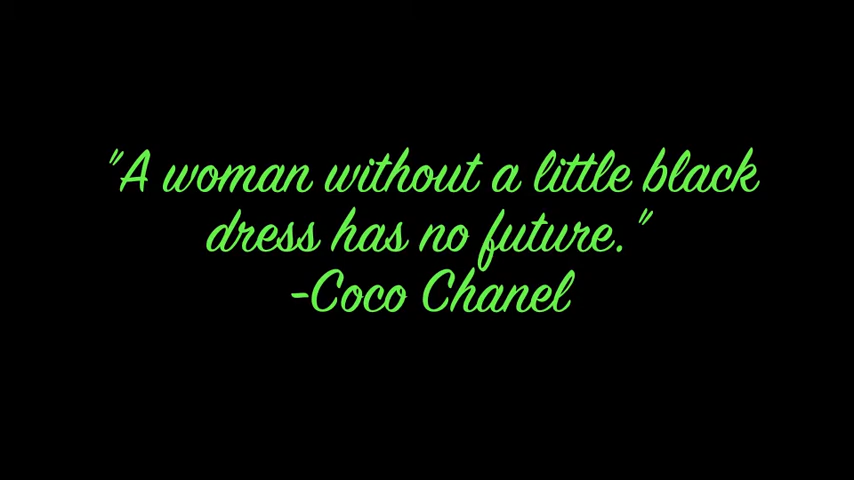 "A woman without a little black
dress has no future."
-Coco Chanel